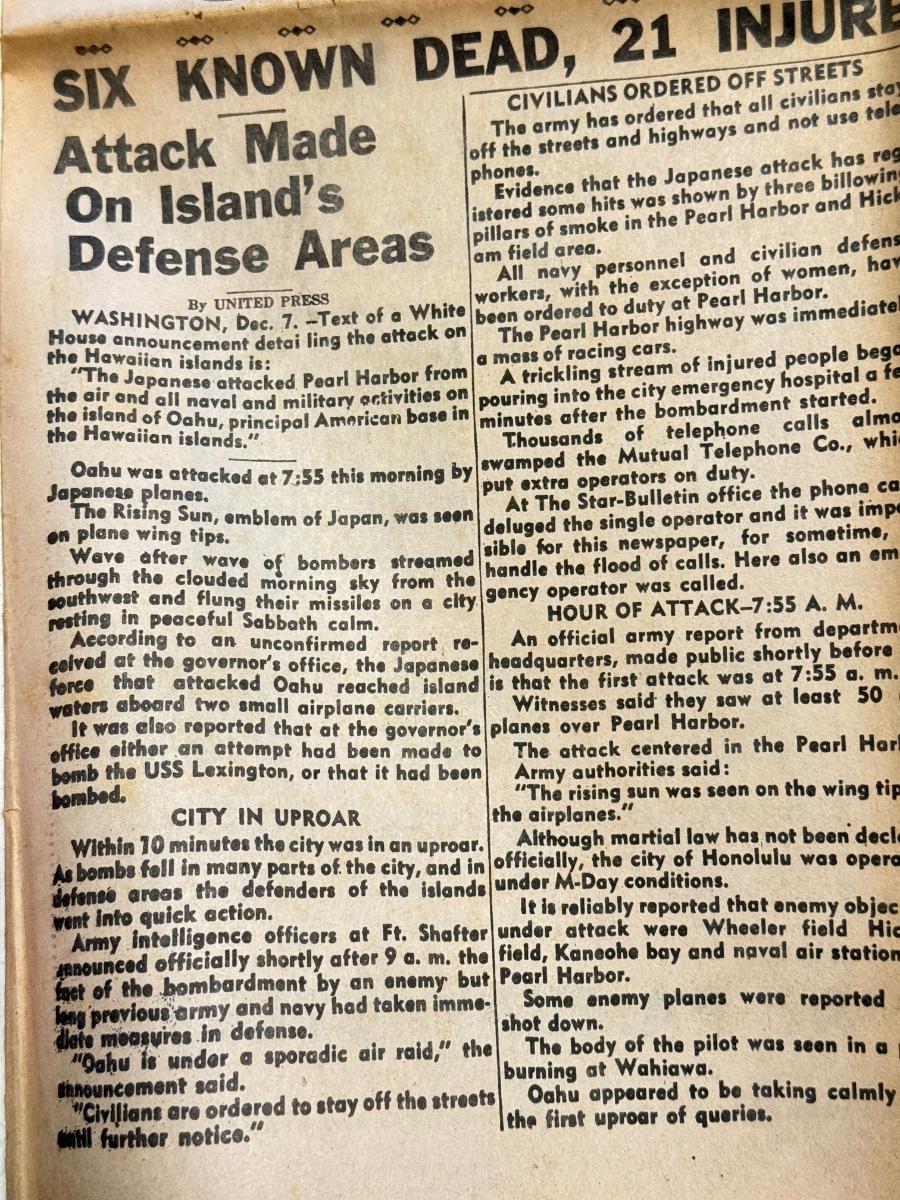 SIX KNOWN DEAD, 21 INJURE
Attack Made
On Island's
Defense Areas
By UNITED PRESS
WASHINGTON, Dec. 7. –Text of a White
House announcement detai ling the attack on
the Hawaiian islands is:
"The Japanese attacked Pearl Harbor from
the air and all naval and military activities on
the island of Oahu, principal American base in
the Hawaiian islands."
Oahu was attacked at 7:55 this morning by
Japanese planes.
The Rising Sun, emblem of Japan, was seen
on plane wing tips.
Wave after wave of bombers streamed
through the clouded morning sky from the
southwest and flung their missiles on a city
resting in peaceful Sabbath calm.
According to an unconfirmed report re-
ceived at the governor's office, the Japanese
force that attacked Oahu reached island
waters aboard two small airplane carriers.
It was also reported that at the governor's
office either an attempt had been made to
bomb the USS Lexington, or that it had been
bombed.
CITY IN UPROAR
Within 10 minutes the city was in an uproar.
As bombs fell in many parts of the city, and in
defense areas the defenders of the islands
went into quick action.
Army intelligence officers at Ft. Shafter
announced officially shortly after 9 a. m. the
fact of the bombardment by an enemy but
long previous army and navy had taken imme-
diate measures in defense.
"Oahu is under a sporadic air raid," the
announcement said.
"Civilians are ordered to stay off the streets
until further notice."
CIVILIANS ORDERED OFF STREETS
The army has ordered that all civilians stay
off the streets and highways and not use tele
phones.
Evidence that the Japanese attack has reg
istered some hits was shown by three billowing
pillars of smoke in the Pearl Harbor and Hick
am field area.
All navy personnel and civilian defens
workers, with the exception of women, hav
been ordered to duty at Pearl Harbor.
The Pearl Harbor highway was immediatel
a mass of racing cars.
A trickling stream of injured people bega
pouring into the city emergency hospital a fe
minutes after the bombardment started.
Thousands of telephone calls almo
swamped the Mutual Telephone Co., whi
put extra operators on duty.
At The Star-Bulletin office the phone ca
deluged the single operator and it was imp
sible for this newspaper, for sometime,
handle the flood of calls. Here also an em
gency operator was called.
HOUR OF ATTACK–7:55 A. M.
An official army report from departm
headquarters, made public shortly before
is that the first attack was at 7:55 a. m.
Witnesses said they saw at least 50
planes over Pearl Harbor.
The attack centered in the Pearl Har
Army authorities said:
"The rising sun was seen on the wing tip
the airplanes."
Although martial law has not been decl
officially, the city of Honolulu was opera
under M-Day conditions.
It is reliably reported that enemy objec
under attack were Wheeler field Hic
field, Kaneohe bay and naval air station
Pearl Harbor.
Some enemy planes were reported
shot down.
The body of the pilot was seen in a
burning at Wahiawa.
Oahu appeared to be taking calmly
the first uproar of queries.